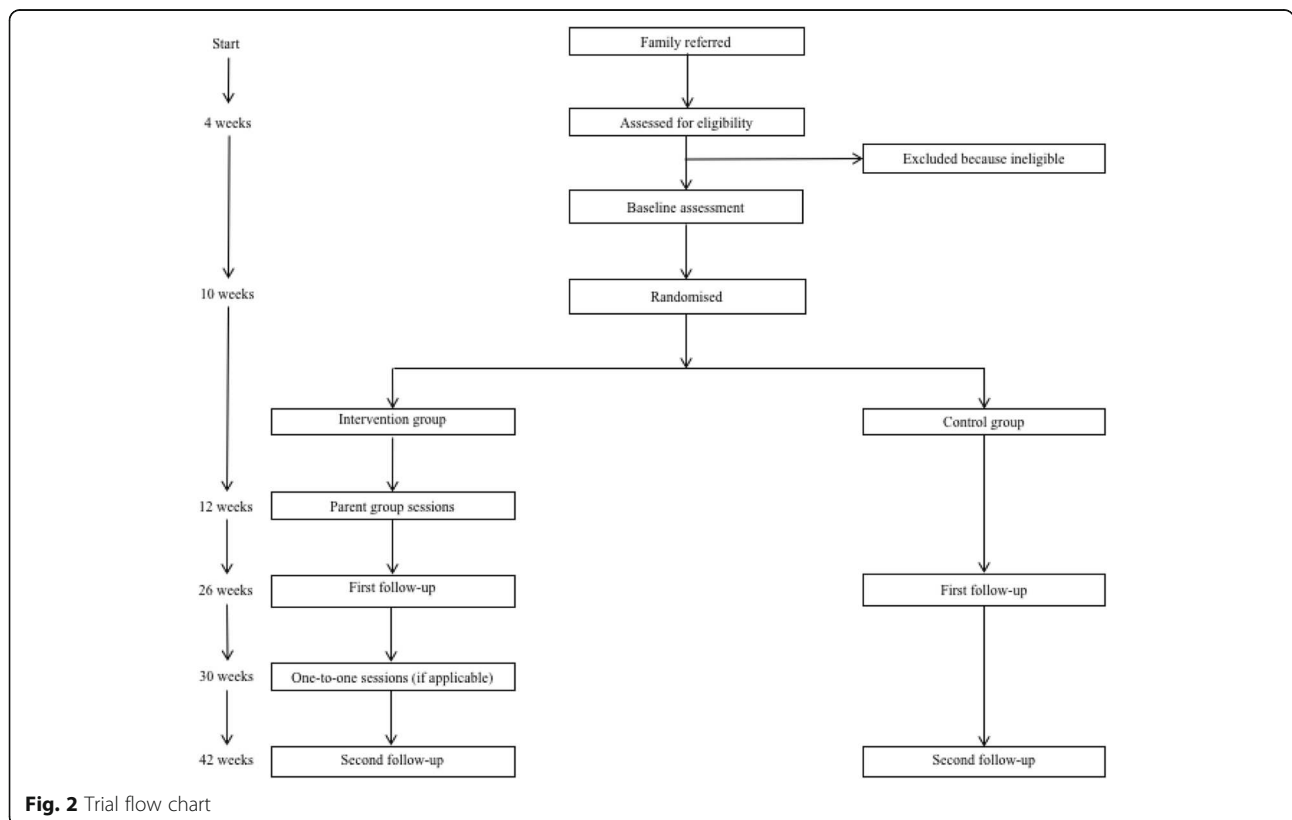 Start
Family referred
4 weeks
Assessed for eligibility
Excluded because ineligible
Baseline assessment
10 weeks
Randomised
Intervention group
Control group
12 weeks
Parent group sessions
26 weeks
First follow-up
First follow-up
30 weeks
One-to-one sessions (if applicable)
42 weeks
Second follow-up
Second follow-up
Fig. 2 Trial flow chart